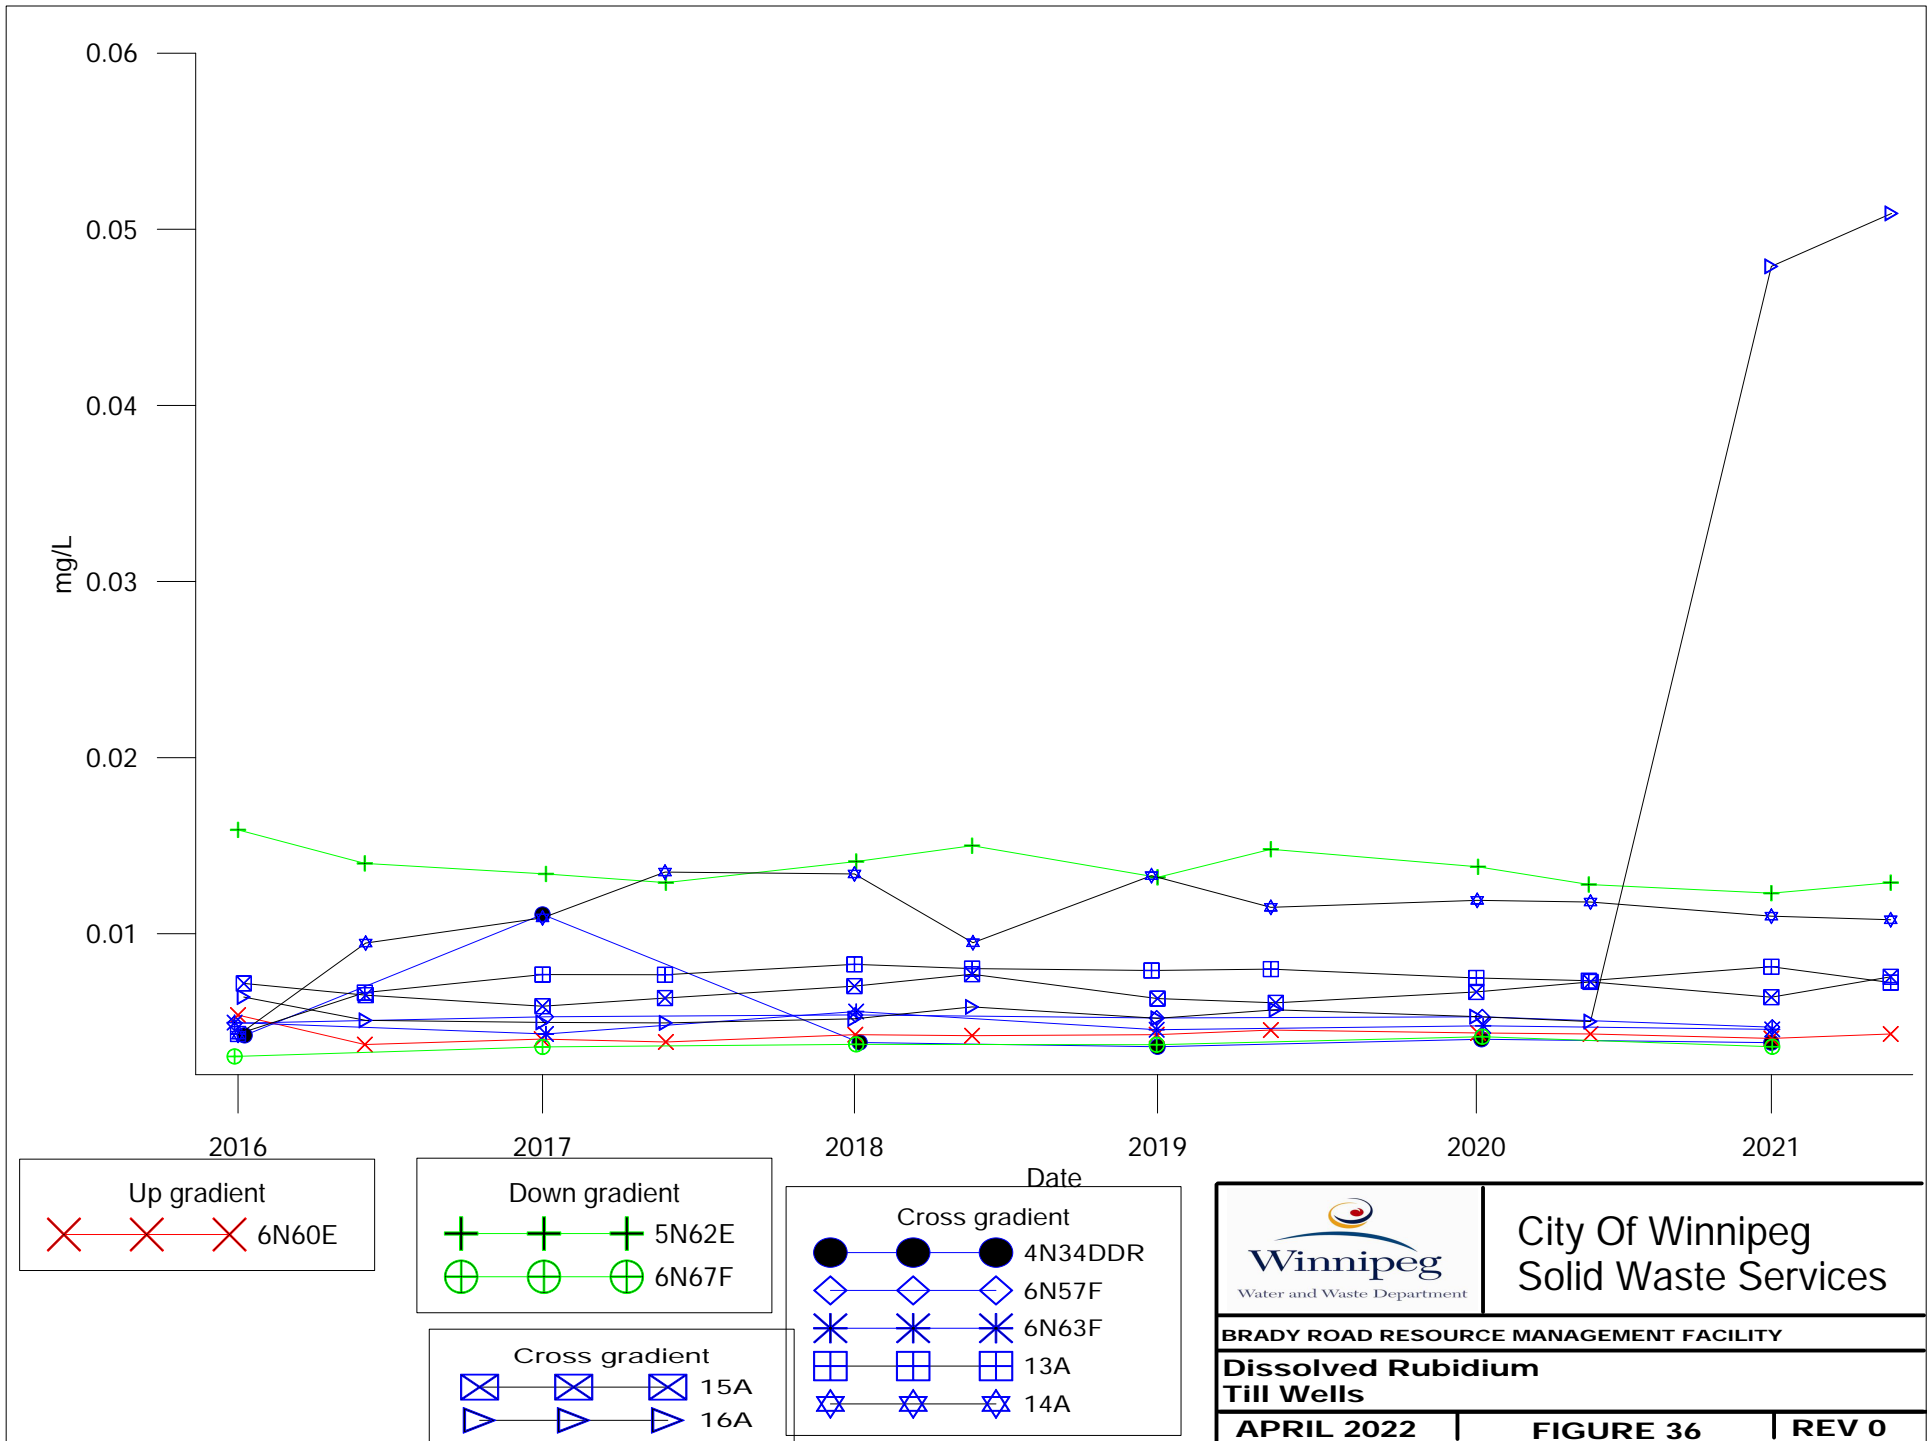 0.06
0.05
0.04
0.03
0.02
0.01
mg/L
2016 2017 2018 2019 2020 2021
Date
Up gradient
6N60E
Down gradient
5N62E
6N67F
Cross gradient
15A
16A
Cross gradient
4N34DDR
6N57F
6N63F
13A
14A
Winnipeg
Water and Waste Department
City Of Winnipeg
Solid Waste Services
BRADY ROAD RESOURCE MANAGEMENT FACILITY
Dissolved Rubidium
Till Wells
APRIL 2022 FIGURE 36 REV 0